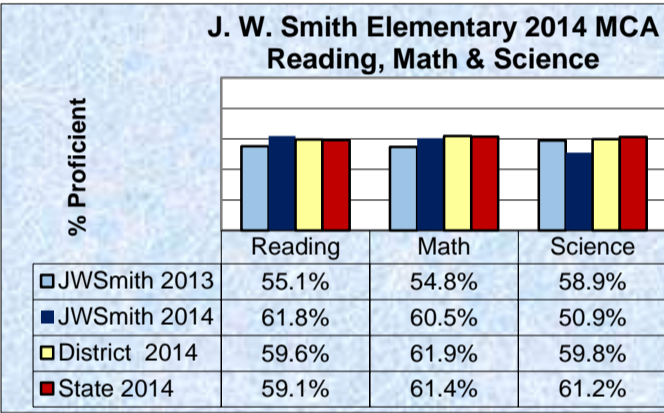 J. W. Smith Elementary 2014 MCA
Reading, Math & Science
% Proficient
Reading Math Science
JWSmith 2013 55.1% 54.8% 58.9%
JWSmith 2014 61.8% 60.5% 50.9%
District 2014 59.6% 61.9% 59.8%
State 2014 59.1% 61.4% 61.2%